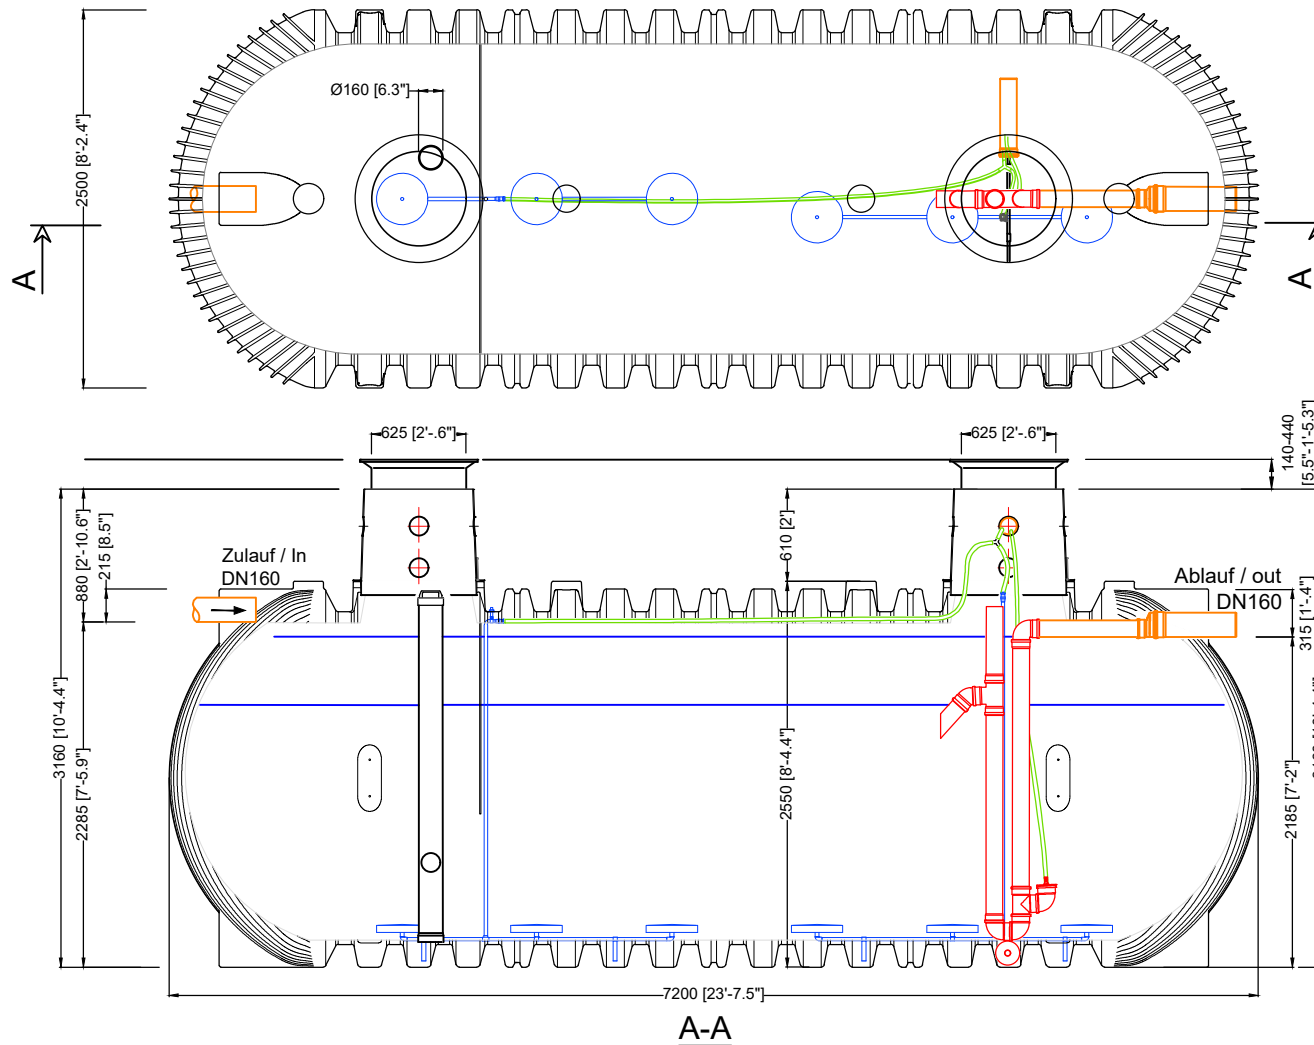 Ø160 [6.3"]
2500 [8'-2.4"]
A
A
625 [2'-.6"]
625 [2'-.6"]
140-440
[5.5"-1'-5.3"]
880 [2'-10.6"]
215 [8.5"]
610 [2']
Zulauf / In
DN160
Ablauf / out
DN160
315 [1'-.4"]
3160 [10'-4.4"]
2285 [7'-5.9"]
2550 [8'-4.4"]
2185 [7'-2"]
7200 [23'-7.5"]
A-A